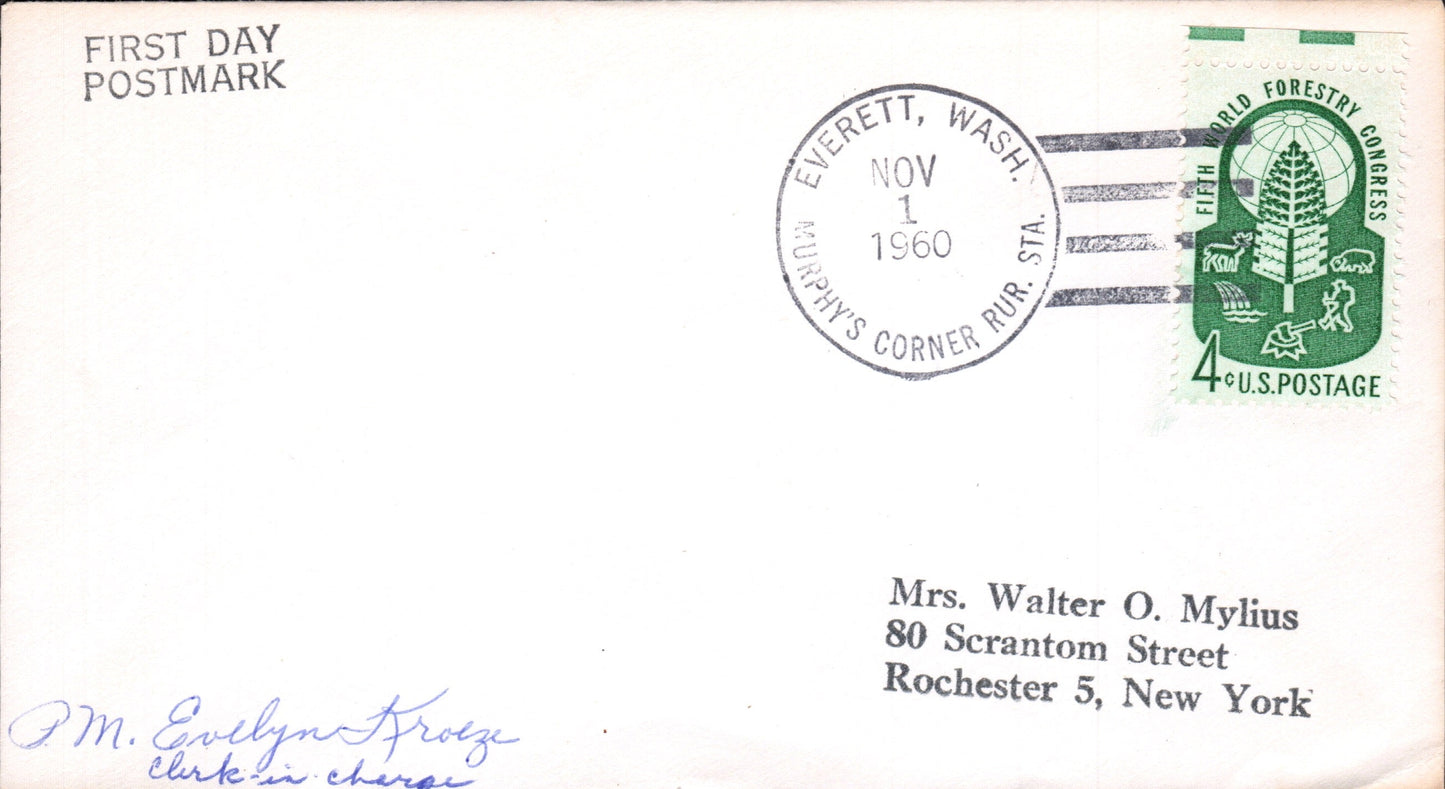 FIRST DAY
POSTMARK
EVERETT, WASH.
NOV
1
1960
MURPHY'S CORNER RUR. STA.
FIFTH WORLD FORESTRY CONGRESS
4¢ U.S. POSTAGE
Mrs. Walter O. Mylius
80 Scrantom Street
Rochester 5, New York
P.M. Evelyn Kroeze
Clerk-in-charge